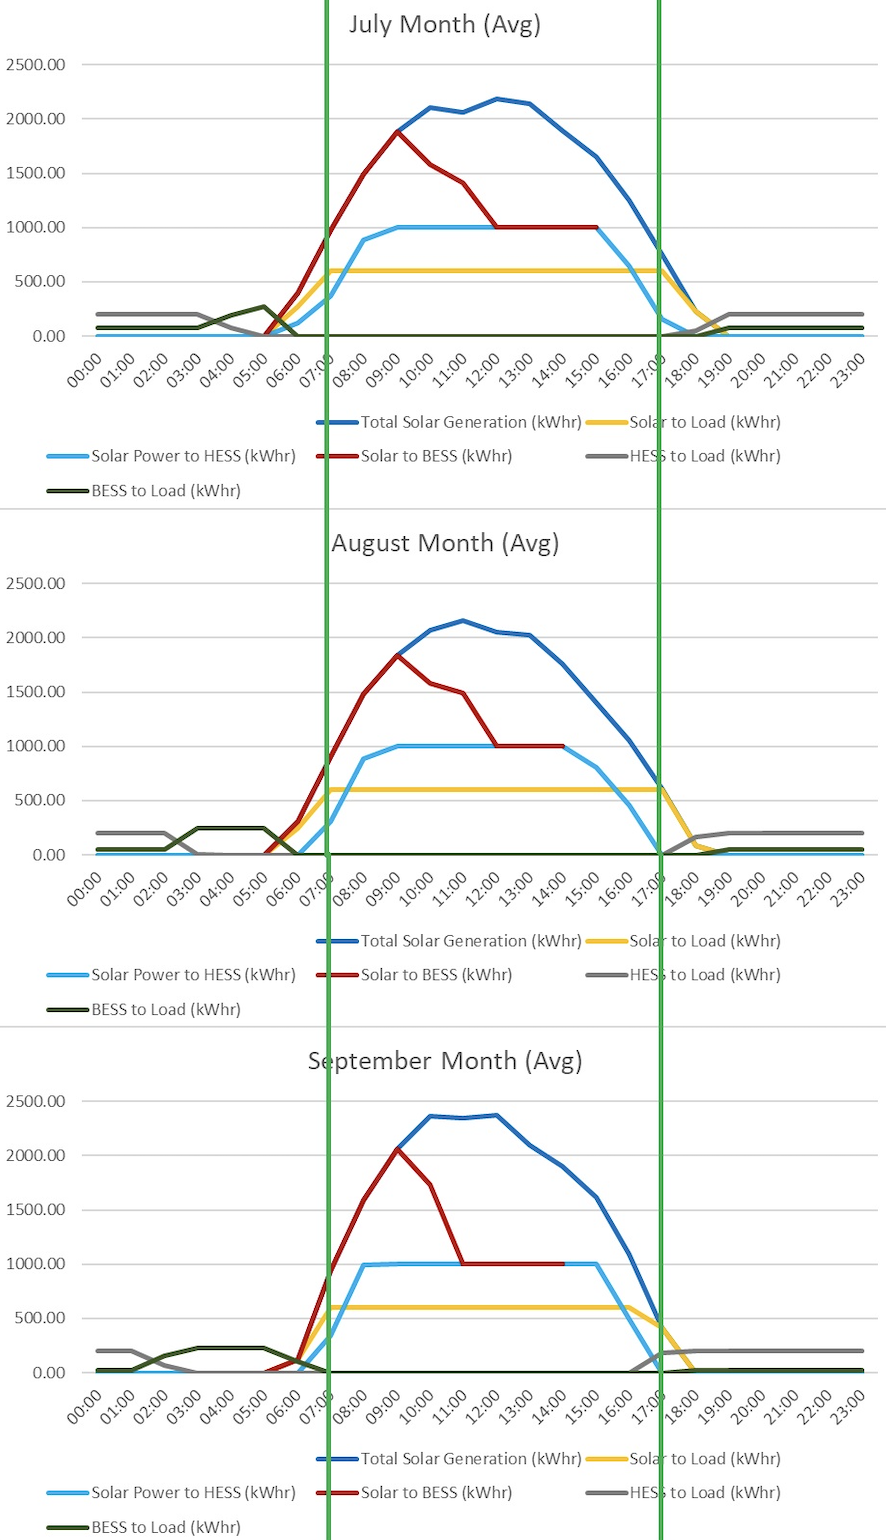 July Month (Avg)
2500.00
2000.00
1500.00
1000.00
500.00
0.00
00:00 01:00 02:00 03:00 04:00 05:00 06:00 07:00 08:00 09:00 10:00 11:00 12:00 13:00 14:00 15:00 16:00 17:00 18:00 19:00 20:00 21:00 22:00 23:00
Total Solar Generation (kWhr) Solar to Load (kWhr)
Solar Power to HESS (kWhr) Solar to BESS (kWhr) HESS to Load (kWhr)
BESS to Load (kWhr)
August Month (Avg)
2500.00
2000.00
1500.00
1000.00
500.00
0.00
00:00 01:00 02:00 03:00 04:00 05:00 06:00 07:00 08:00 09:00 10:00 11:00 12:00 13:00 14:00 15:00 16:00 17:00 18:00 19:00 20:00 21:00 22:00 23:00
Total Solar Generation (kWhr) Solar to Load (kWhr)
Solar Power to HESS (kWhr) Solar to BESS (kWhr) HESS to Load (kWhr)
BESS to Load (kWhr)
September Month (Avg)
2500.00
2000.00
1500.00
1000.00
500.00
0.00
00:00 01:00 02:00 03:00 04:00 05:00 06:00 07:00 08:00 09:00 10:00 11:00 12:00 13:00 14:00 15:00 16:00 17:00 18:00 19:00 20:00 21:00 22:00 23:00
Total Solar Generation (kWhr) Solar to Load (kWhr)
Solar Power to HESS (kWhr) Solar to BESS (kWhr) HESS to Load (kWhr)
BESS to Load (kWhr)